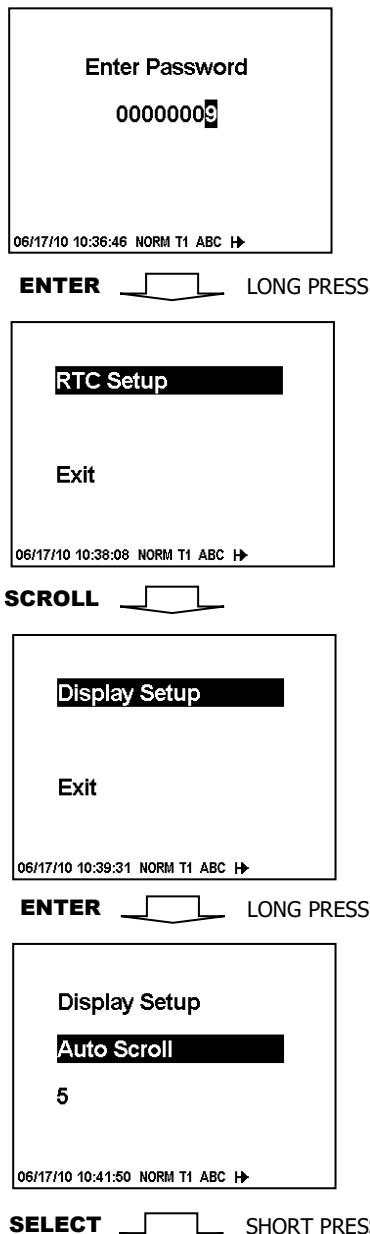 Enter Password
00000009
06/17/10 10:36:46 NORM T1 ABC
ENTER LONG PRESS
RTC Setup
Exit
06/17/10 10:38:08 NORM T1 ABC
SCROLL
Display Setup
Exit
06/17/10 10:39:31 NORM T1 ABC
ENTER LONG PRESS
Display Setup
Auto Scroll
5
06/17/10 10:41:50 NORM T1 ABC
SELECT SHORT PRESS